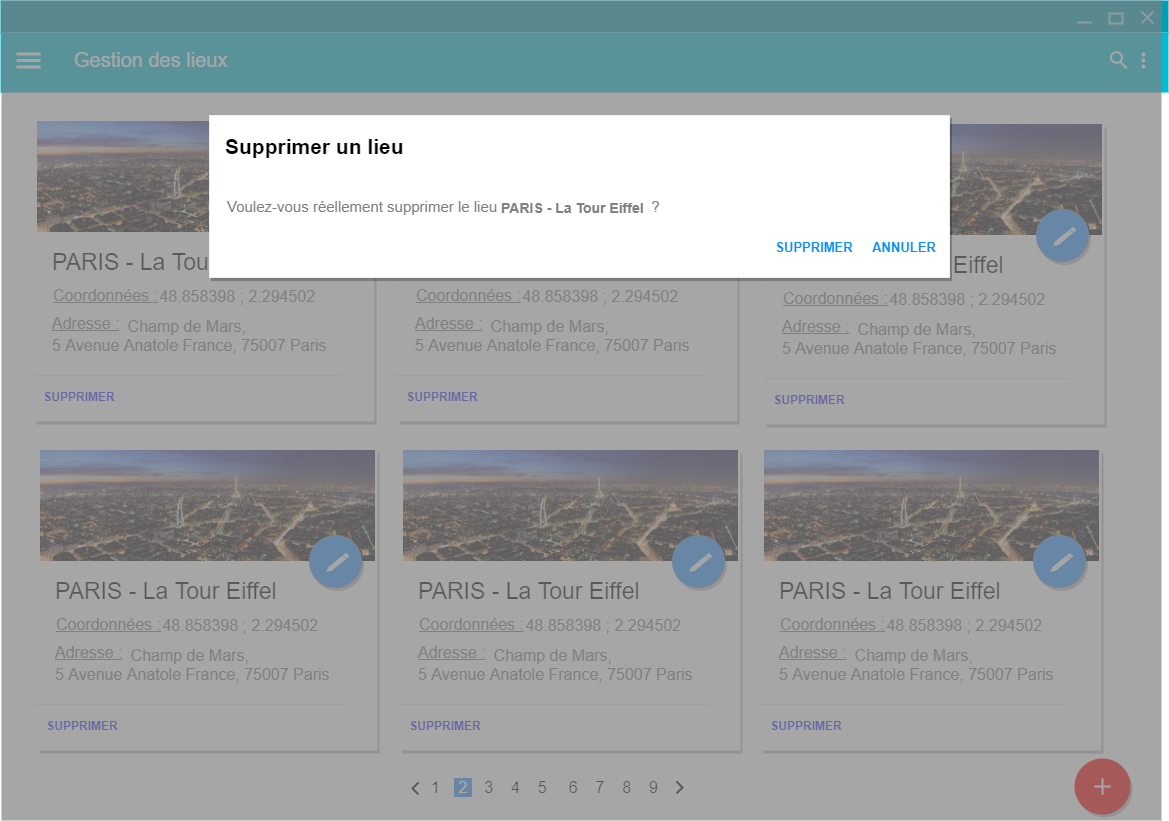 Gestion des lieux
Supprimer un lieu
Voulez-vous réellement supprimer le lieu PARIS - La Tour Eiffel ?
SUPPRIMER ANNULER
PARIS - La Tou
Coordonnées : 48.858398 ; 2.294502
Adresse : Champ de Mars,
5 Avenue Anatole France, 75007 Paris
SUPPRIMER
Coordonnées : 48.858398 ; 2.294502
Adresse : Champ de Mars,
5 Avenue Anatole France, 75007 Paris
SUPPRIMER
Eiffel
Coordonnées : 48.858398 ; 2.294502
Adresse : Champ de Mars,
5 Avenue Anatole France, 75007 Paris
SUPPRIMER
PARIS - La Tour Eiffel
Coordonnées : 48.858398 ; 2.294502
Adresse : Champ de Mars,
5 Avenue Anatole France, 75007 Paris
SUPPRIMER
PARIS - La Tour Eiffel
Coordonnées : 48.858398 ; 2.294502
Adresse : Champ de Mars,
5 Avenue Anatole France, 75007 Paris
SUPPRIMER
PARIS - La Tour Eiffel
Coordonnées : 48.858398 ; 2.294502
Adresse : Champ de Mars,
5 Avenue Anatole France, 75007 Paris
SUPPRIMER
1 2 3 4 5 6 7 8 9